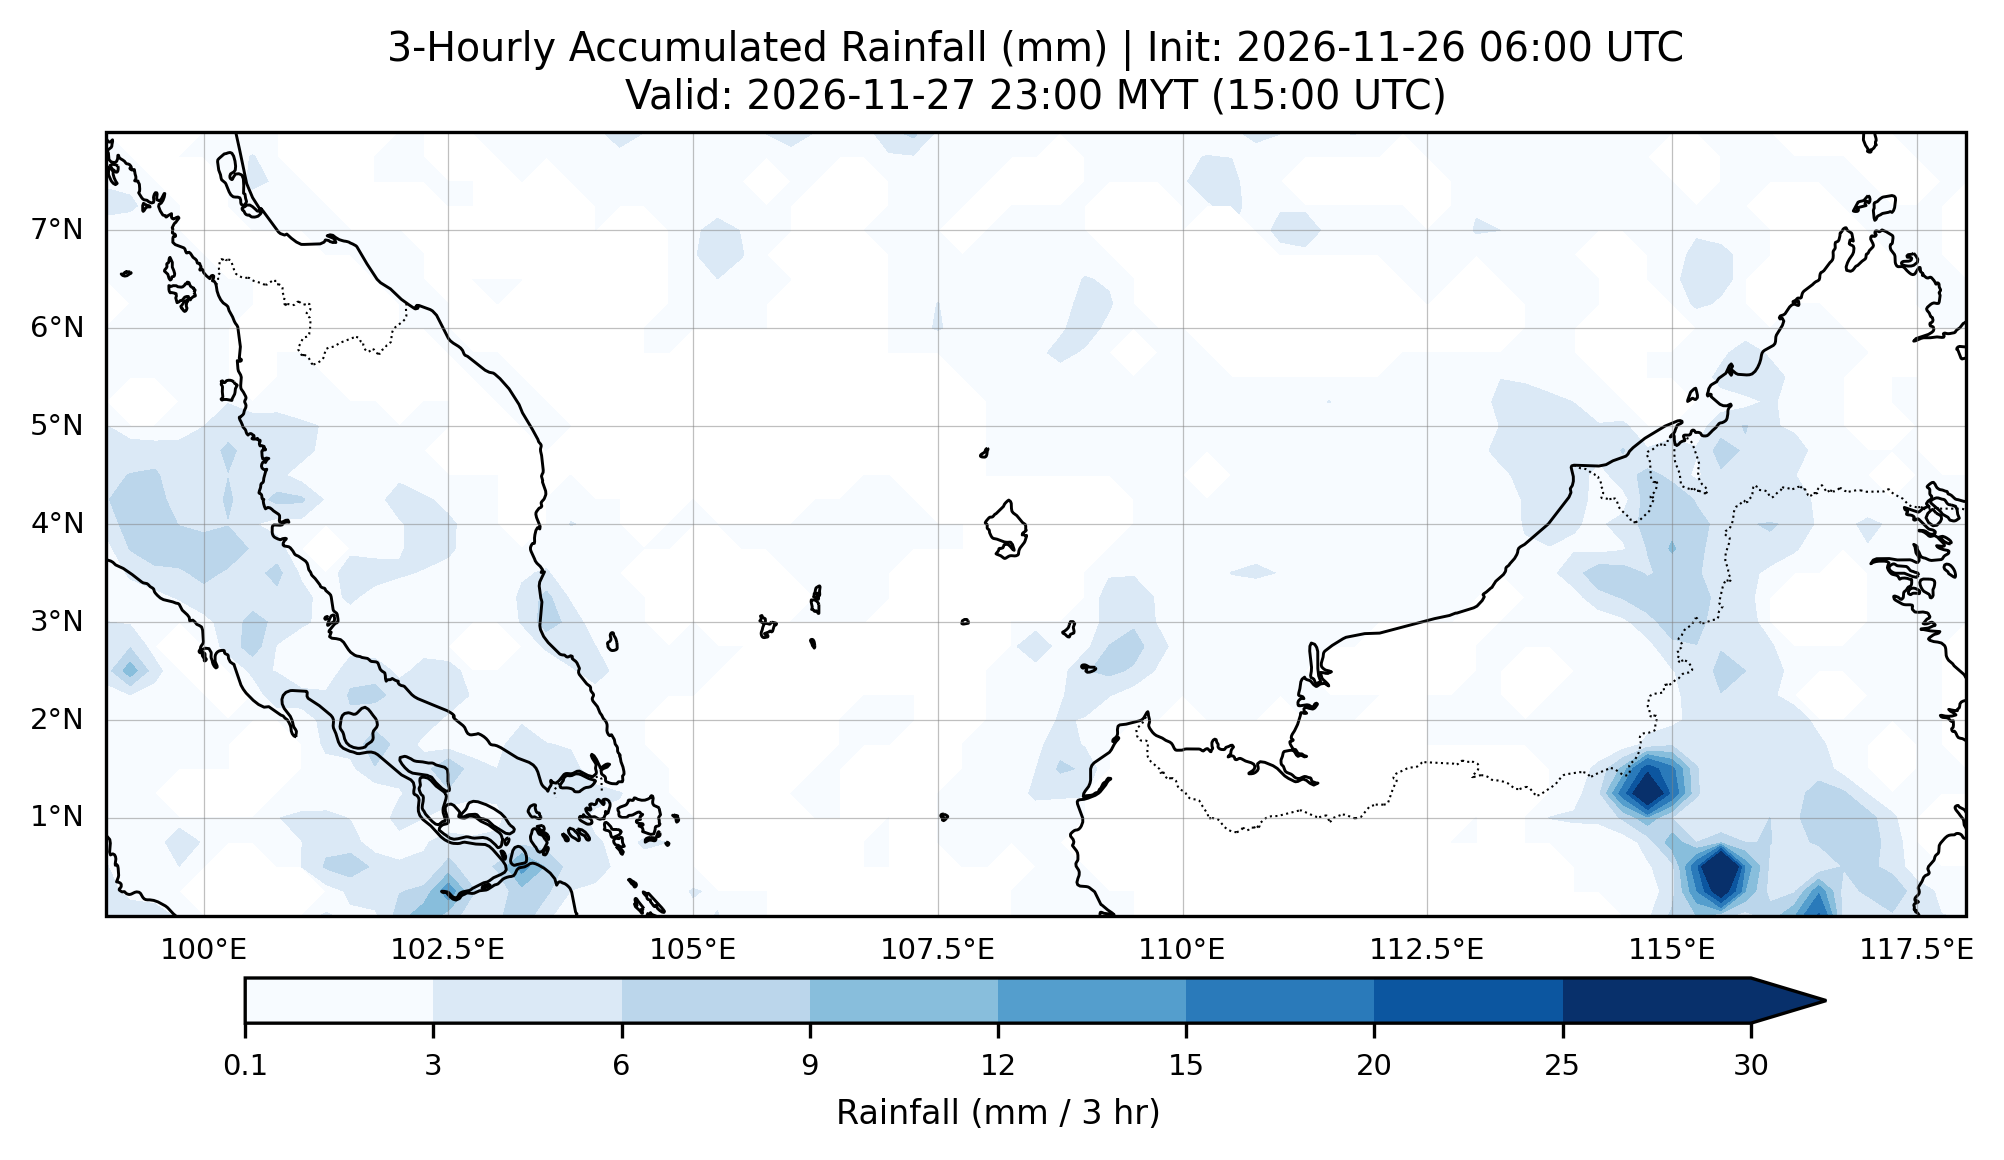 3-Hourly Accumulated Rainfall (mm) | Init: 2026-11-26 06:00 UTC
Valid: 2026-11-27 23:00 MYT (15:00 UTC)
7°N
6°N
5°N
4°N
3°N
2°N
1°N
100°E 102.5°E 105°E 107.5°E 110°E 112.5°E 115°E 117.5°E
0.1 3 6 9 12 15 20 25 30
Rainfall (mm / 3 hr)